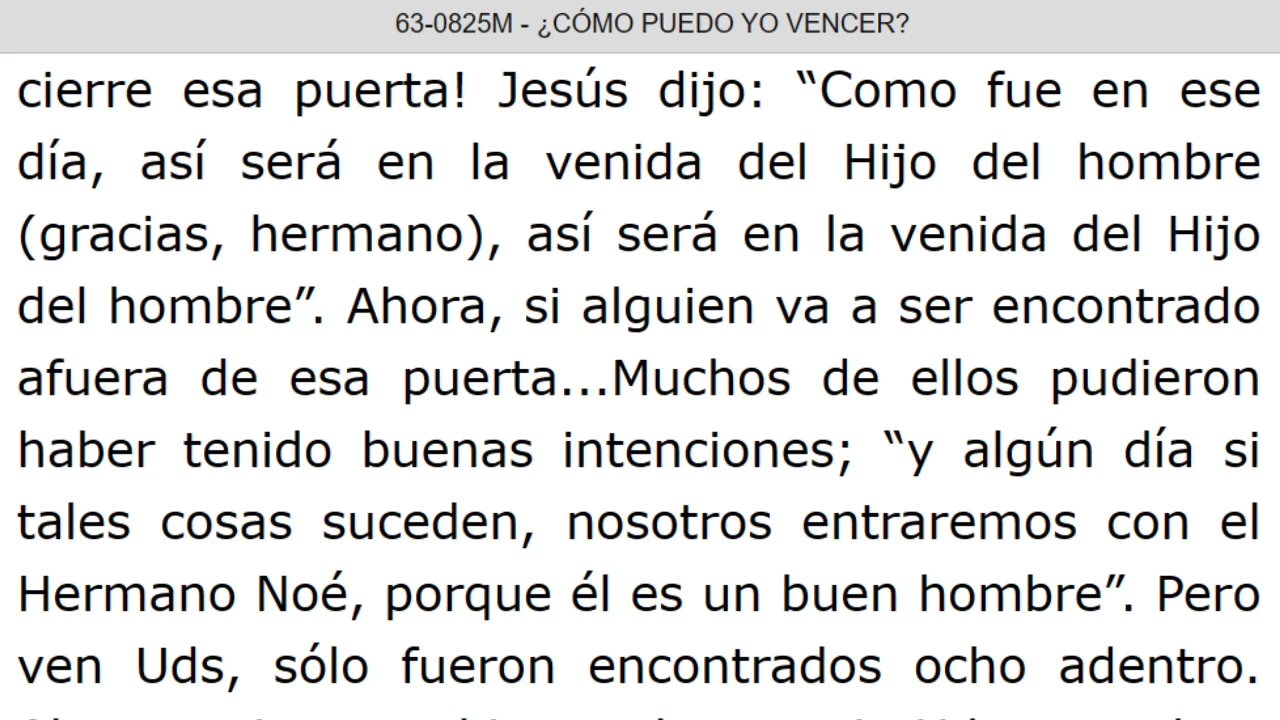 63-0825M - ¿CÓMO PUEDO YO VENCER?
cierre esa puerta! Jesús dijo: “Como fue en ese
día, así será en la venida del Hijo del hombre
(gracias, hermano), así será en la venida del Hijo
del hombre”. Ahora, si alguien va a ser encontrado
afuera de esa puerta...Muchos de ellos pudieron
haber tenido buenas intenciones; “y algún día si
tales cosas suceden, nosotros entraremos con el
Hermano Noé, porque él es un buen hombre”. Pero
ven Uds, sólo fueron encontrados ocho adentro.